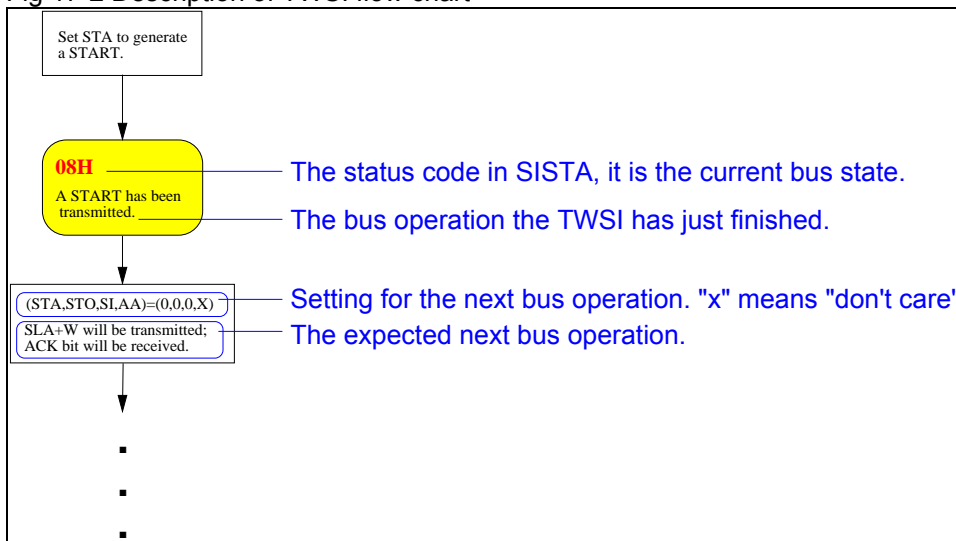 Set STA to generate
a START.
08H
A START has been
transmitted.
The status code in SISTA, it is the current bus state.
The bus operation the TWSI has just finished.
(STA,STO,SI,AA)=(0,0,0,X)
SLA+W will be transmitted;
ACK bit will be received.
Setting for the next bus operation. "x" means "don't care'
The expected next bus operation.